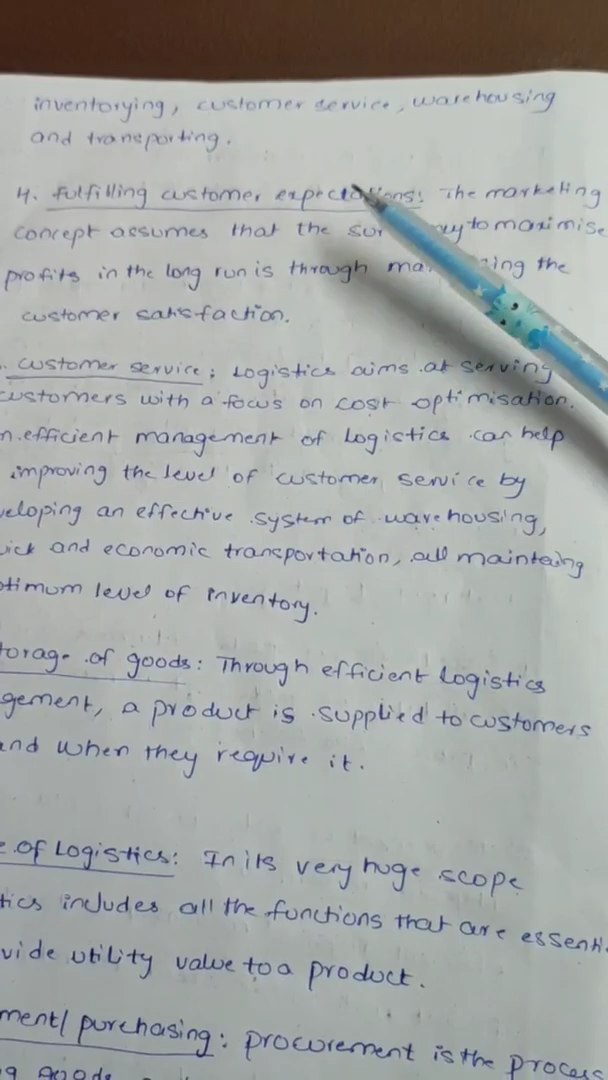 inventorying, customer service, warehousing
and transporting.
4. Fulfilling customer expectations: The marketing
concept assumes that the to maximise
profits in the long run is through the
customer satisfaction.
customer service: Logistics aims at serving
customers with a focus on cost optimisation.
efficient management of logistics can help
improving the level of customer service by
eloping an effective system of warehousing,
ick and economic transportation, all maintaing
timum level of inventory.
torage of goods: Through efficient logistics
gement, a product is supplied to customers
and when they require it.
of Logistics: In its very huge scope
tics includes all the functions that are essenti
vide utility value to a product.
ment/ purchasing: procurement is the process
goods